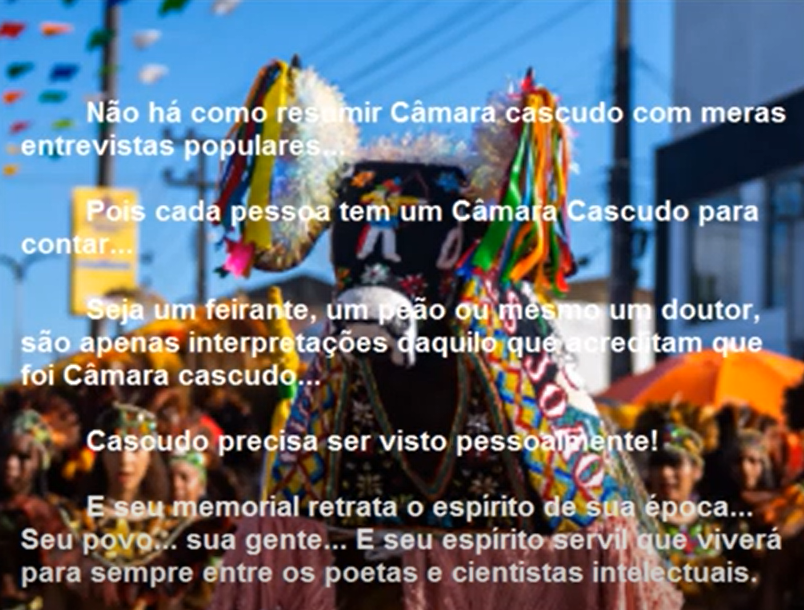 Não há como resumir Câmara cascudo com meras
entrevistas populares...
Pois cada pessoa tem um Câmara Cascudo para
contar...
Seja um feirante, um peão ou mesmo um doutor,
são apenas interpretações daquilo que acreditam que
foi Câmara cascudo...
Cascudo precisa ser visto pessoalmente!
E seu memorial retrata o espírito de sua época...
Seu povo... sua gente... E seu espírito servil que viverá
para sempre entre os poetas e cientistas intelectuais.